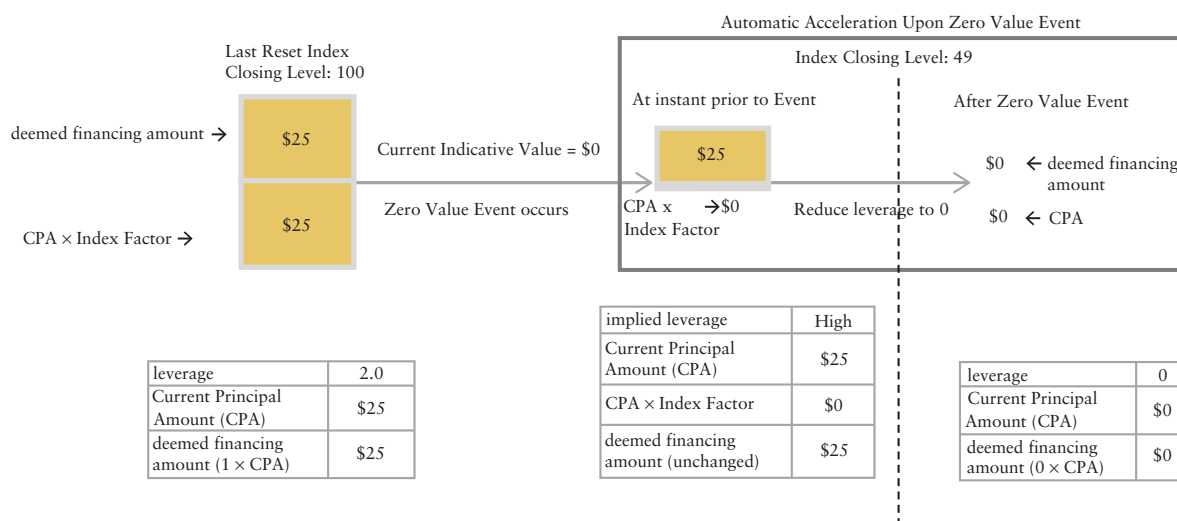 Automatic Acceleration Upon Zero Value Event
Last Reset Index
Closing Level: 100
deemed financing amount →
$25
CPA × Index Factor →
$25
Current Indicative Value = $0
Zero Value Event occurs
Index Closing Level: 49
At instant prior to Event
$25
CPA x →$0
Index Factor
Reduce leverage to 0
After Zero Value Event
$0 ← deemed financing
amount
$0 ← CPA
leverage 2.0
Current Principal
Amount (CPA) $25
deemed financing
amount (1 × CPA) $25
implied leverage High
Current Principal
Amount (CPA) $25
CPA × Index Factor $0
deemed financing
amount (unchanged) $25
leverage 0
Current Principal
Amount (CPA) $0
deemed financing
amount (0 × CPA) $0